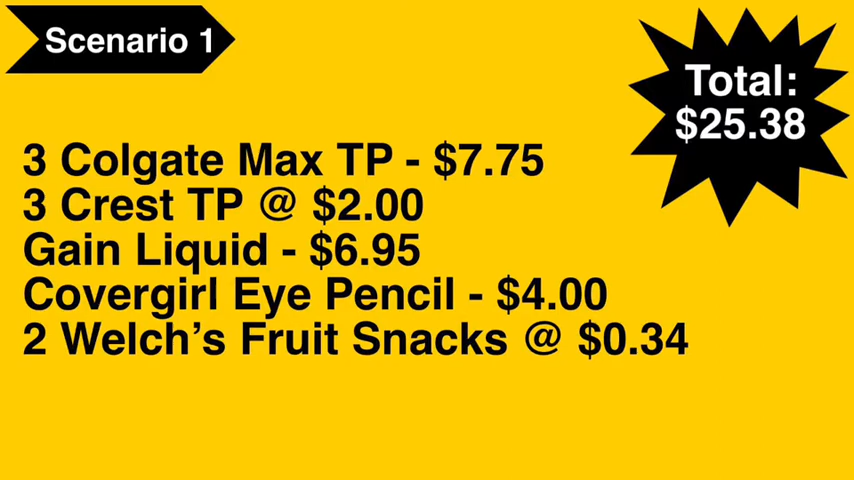 Scenario 1
Total:
$25.38
3 Colgate Max TP - $7.75
3 Crest TP @ $2.00
Gain Liquid - $6.95
Covergirl Eye Pencil - $4.00
2 Welch’s Fruit Snacks @ $0.34